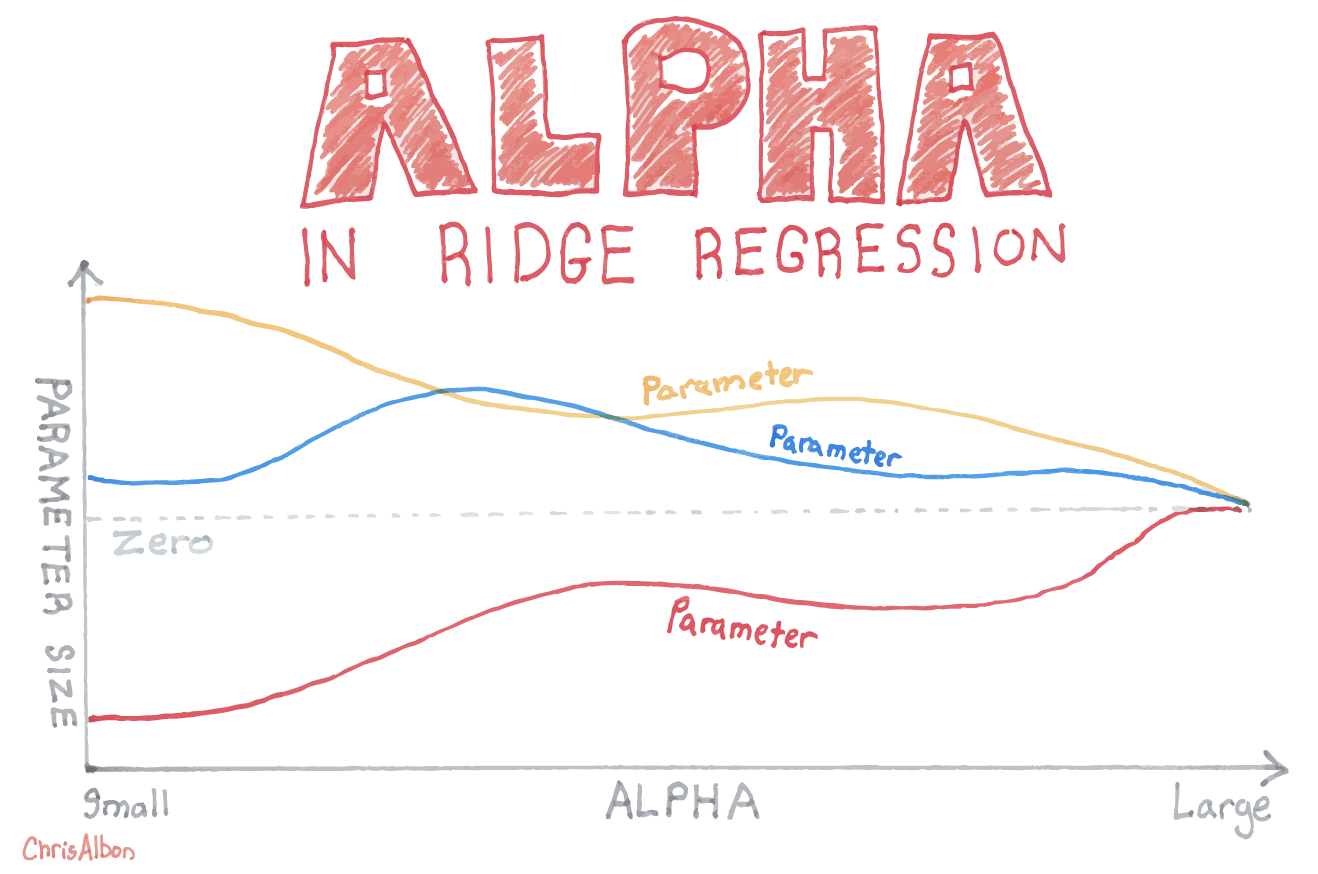 ALPHA
IN RIDGE REGRESSION
PARAMETER SIZE
Parameter
Parameter
Zero
Parameter
Small
ALPHA
Large
ChrisAlbon